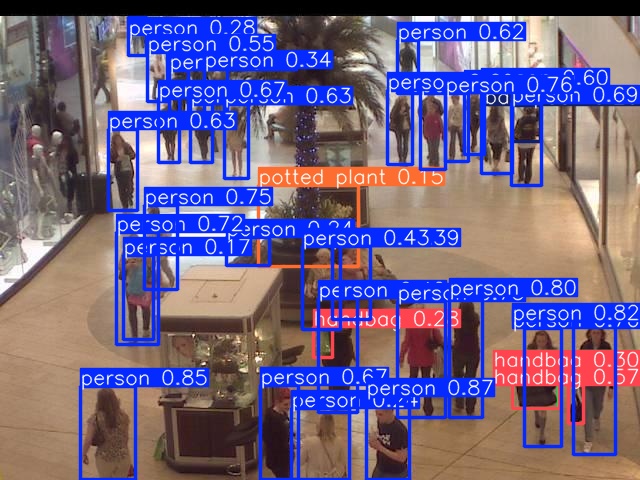 person 0.28
person 0.55
person 0.34
person 0.62
person 0.67
0.63
person 0.76
0.60
person 0.69
person 0.63
potted plant 0.15
person 0.75
person 0.72
person 0.17
person 0.43
39
person 0.80
handbag 0.28
person 0.82
handbag 0.30
handbag 0.57
person 0.85
person 0.67
person 0.87
person